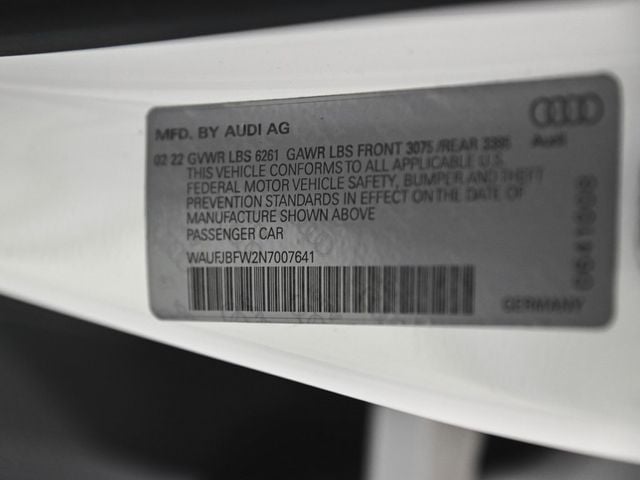 MFD. BY AUDI AG
Audi
02 22 GVWR LBS 6261 GAWR LBS FRONT 3075 /REAR
THIS VEHICLE CONFORMS TO ALL APPLICABLE U.S.
FEDERAL MOTOR VEHICLE SAFETY, BUMPER AND THEFT
PREVENTION STANDARDS IN EFFECT ON THE DATE OF
MANUFACTURE SHOWN ABOVE
PASSENGER CAR
WAUFJBFW2N7007641
GERMANY